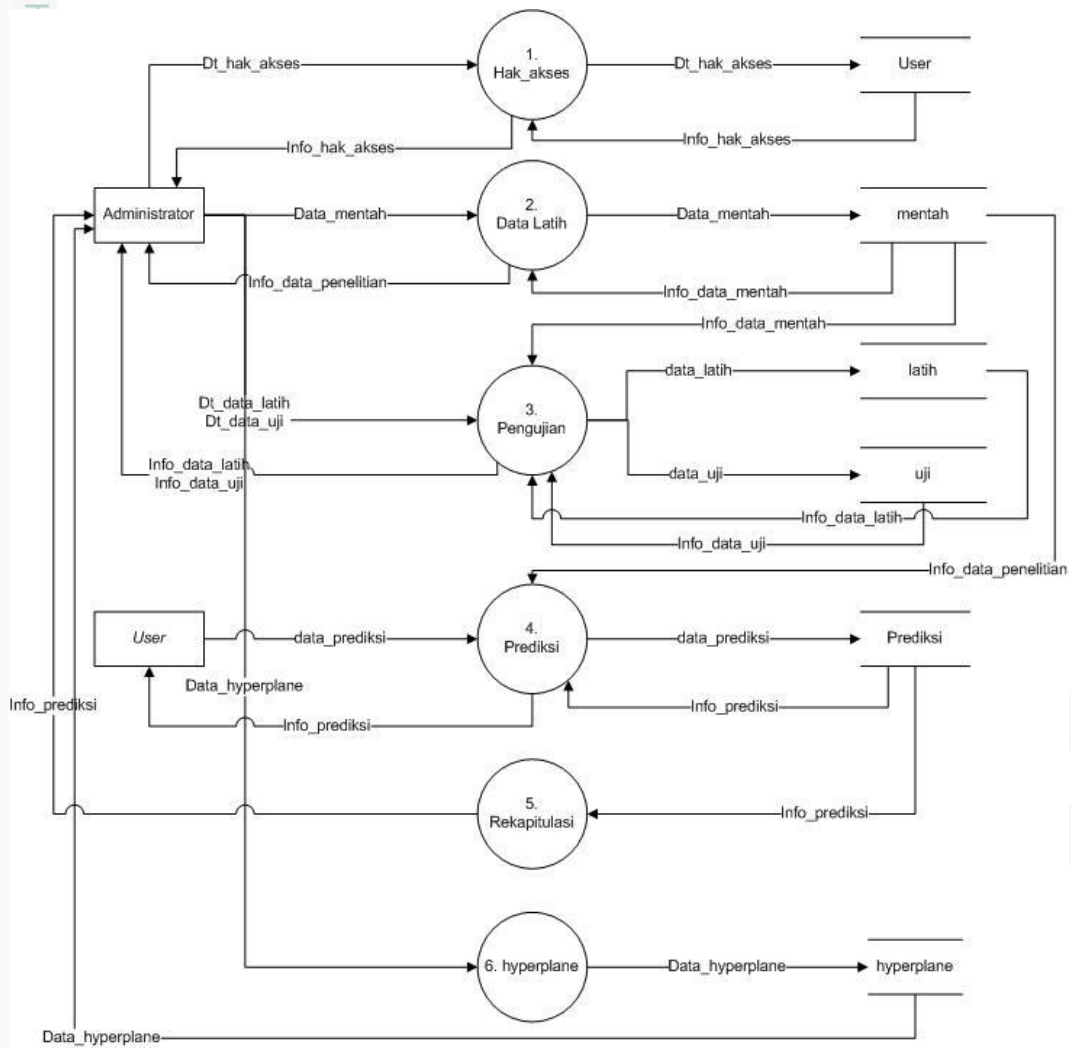 1.
Hak_akses
Dt_hak_akses
Dt_hak_akses
User
Info_hak_akses
Info_hak_akses
Administrator
Data_mentah
2.
Data Latih
Data_mentah
mentah
Info_data_penelitian
Info_data_mentah
Info_data_mentah
data_latih
latih
Dt_data_latih
Dt_data_uji
3.
Pengujian
Info_data_latih
Info_data_uji
data_uji
uji
Info_data_latih
Info_data_uji
Info_data_penelitian
User
data_prediksi
4.
Prediksi
data_prediksi
Prediksi
Data_hyperplane
Info_prediksi
Info_prediksi
Info_prediksi
5.
Rekapitulasi
Info_prediksi
6. hyperplane
Data_hyperplane
hyperplane
Data_hyperplane